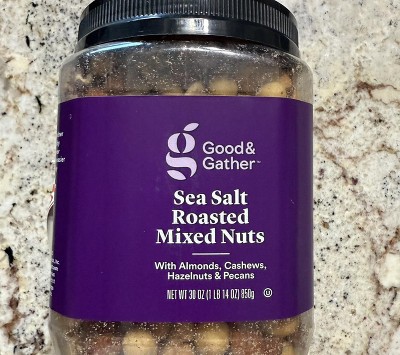 Good&
Gather™
Sea Salt
Roasted
Mixed Nuts
With Almonds, Cashews,
Hazelnuts & Pecans
NET WT 30 OZ (1 LB 14 OZ) 850g U